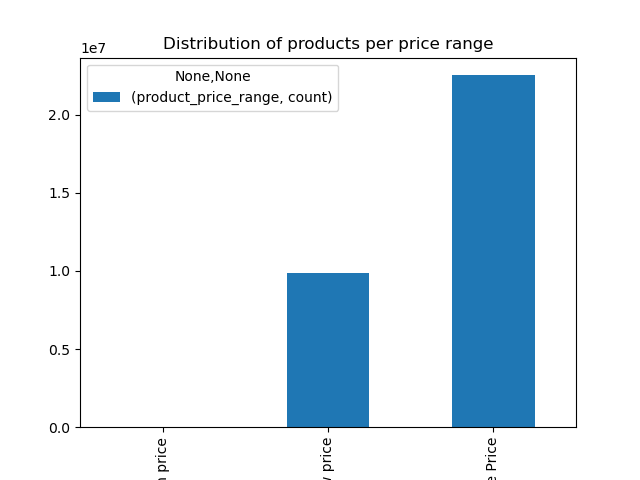 1e7
Distribution of products per price range
None,None
(product_price_range, count)
2.0
1.5
1.0
0.5
0.0
price
price
Price